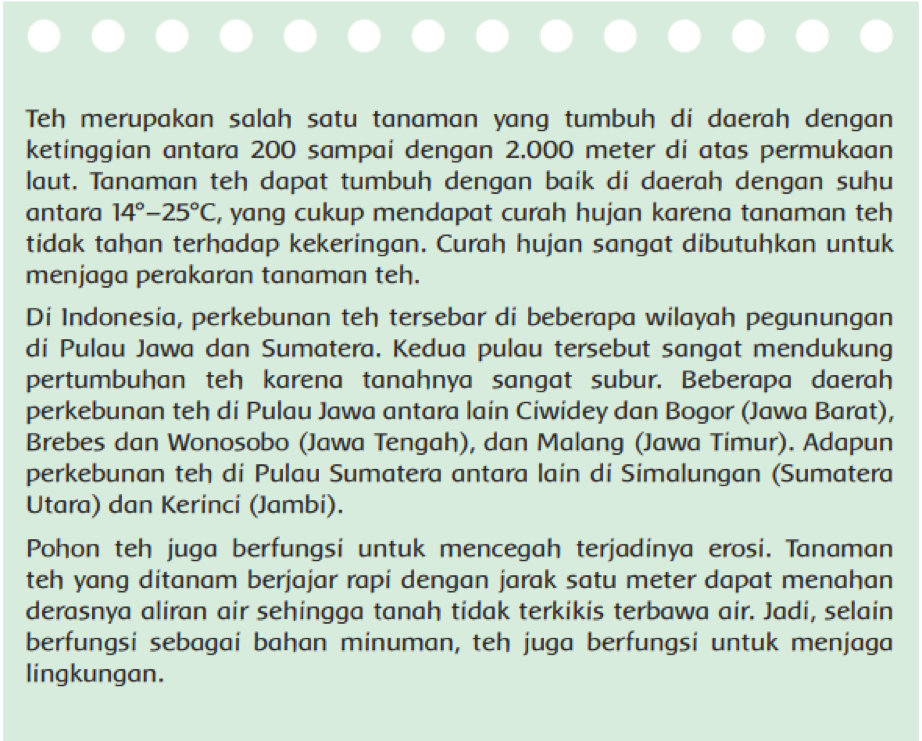 Teh merupakan salah satu tanaman yang tumbuh di daerah dengan
ketinggian antara 200 sampai dengan 2.000 meter di atas permukaan
laut. Tanaman teh dapat tumbuh dengan baik di daerah dengan suhu
antara 14°–25°C, yang cukup mendapat curah hujan karena tanaman teh
tidak tahan terhadap kekeringan. Curah hujan sangat dibutuhkan untuk
menjaga perakaran tanaman teh.
Di Indonesia, perkebunan teh tersebar di beberapa wilayah pegunungan
di Pulau Jawa dan Sumatera. Kedua pulau tersebut sangat mendukung
pertumbuhan teh karena tanahnya sangat subur. Beberapa daerah
perkebunan teh di Pulau Jawa antara lain Ciwidey dan Bogor (Jawa Barat),
Brebes dan Wonosobo (Jawa Tengah), dan Malang (Jawa Timur). Adapun
perkebunan teh di Pulau Sumatera antara lain di Simalungan (Sumatera
Utara) dan Kerinci (Jambi).
Pohon teh juga berfungsi untuk mencegah terjadinya erosi. Tanaman
teh yang ditanam berjajar rapi dengan jarak satu meter dapat menahan
derasnya aliran air sehingga tanah tidak terkikis terbawa air. Jadi, selain
berfungsi sebagai bahan minuman, teh juga berfungsi untuk menjaga
lingkungan.